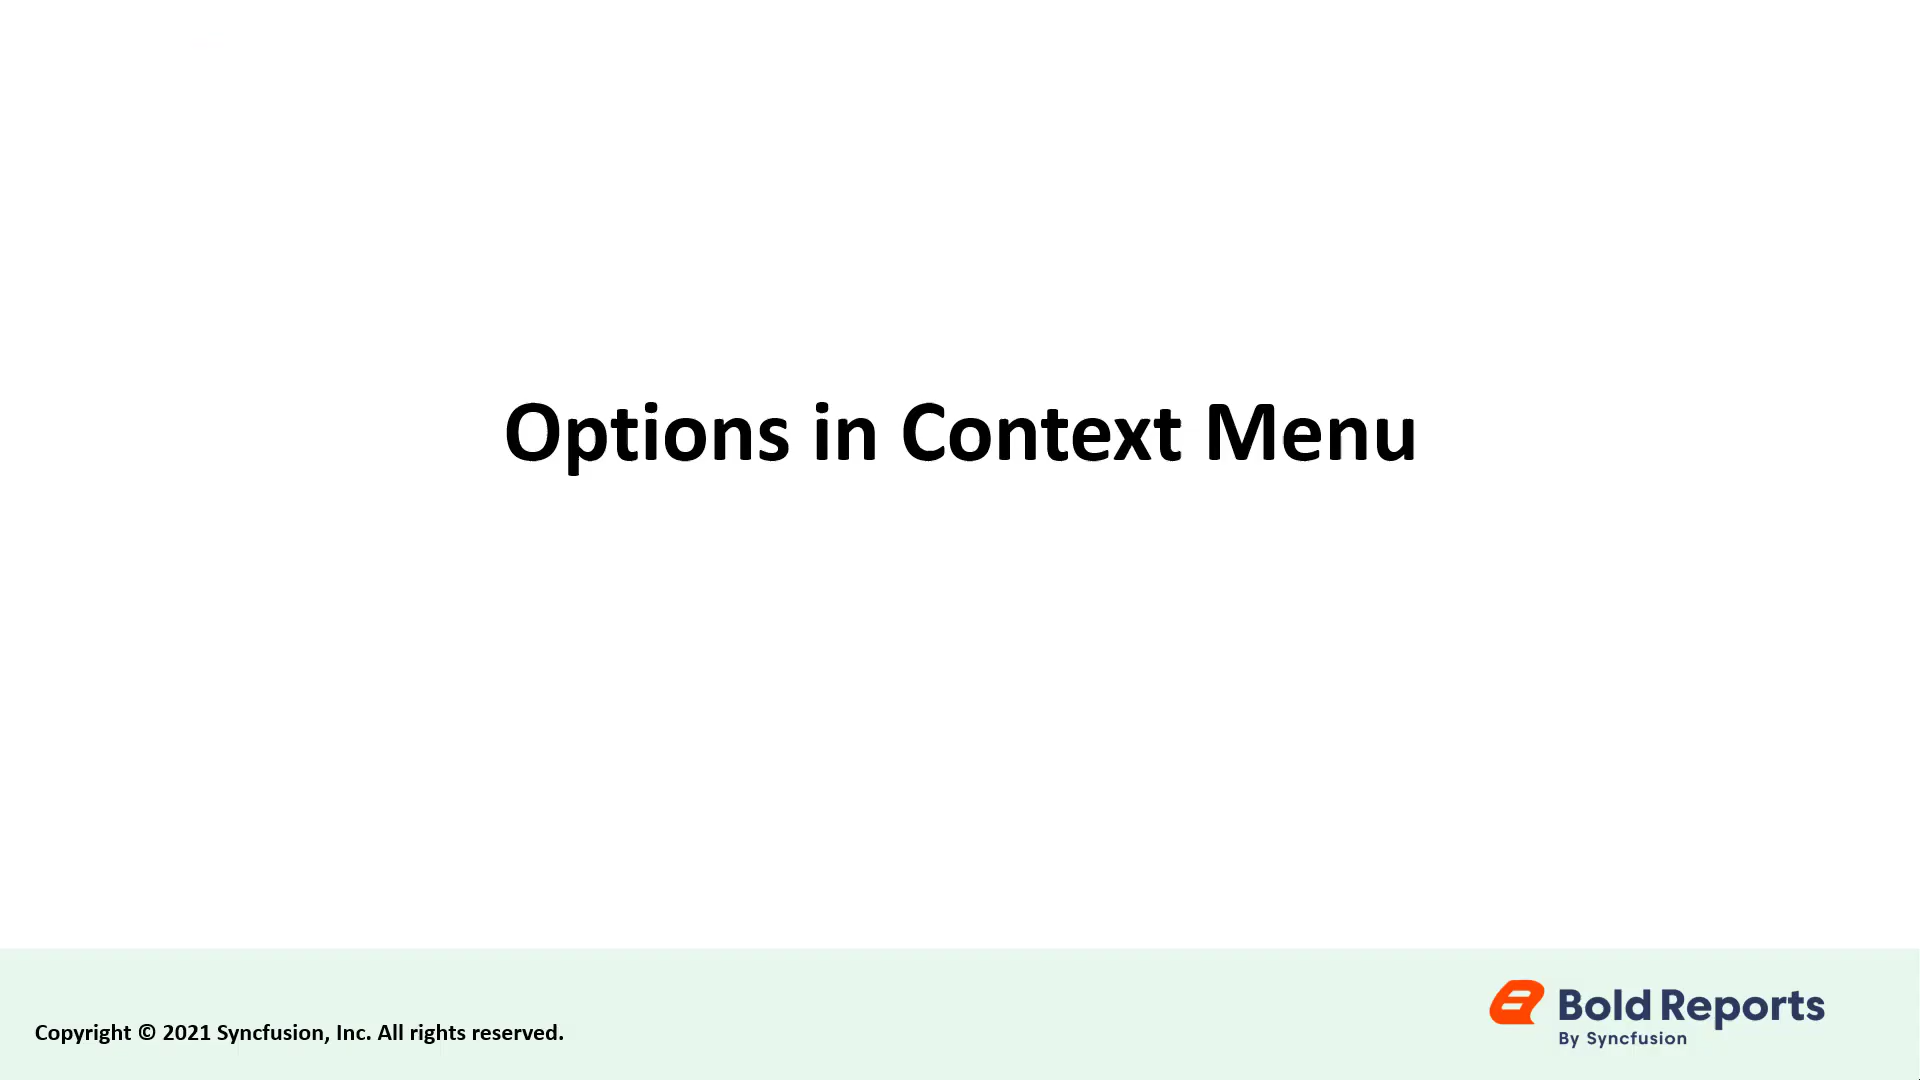 Options in Context Menu
Copyright © 2021 Syncfusion, Inc. All rights reserved.
Bold Reports
By Syncfusion